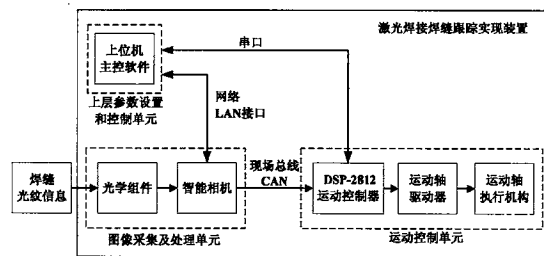 激光焊接焊缝跟踪实现装置
串口
上位机
主控软件
上层参数设置
和控制单元
网络
LAN接口
焊缝
光纹信息
光学组件
智能相机
现场总线
CAN
DSP-2812
运动控制器
运动轴
驱动器
运动轴
执行机构
图像采集及处理单元
运动控制单元